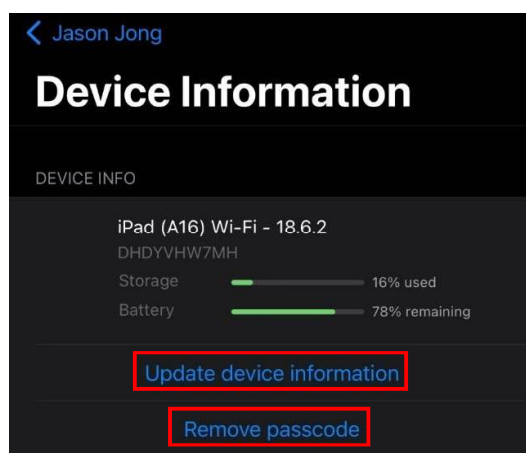 Jason Jong
Device Information
DEVICE INFO
iPad (A16) Wi-Fi - 18.6.2
DHDYVHW7MH
Storage 16% used
Battery 78% remaining
Update device information
Remove passcode